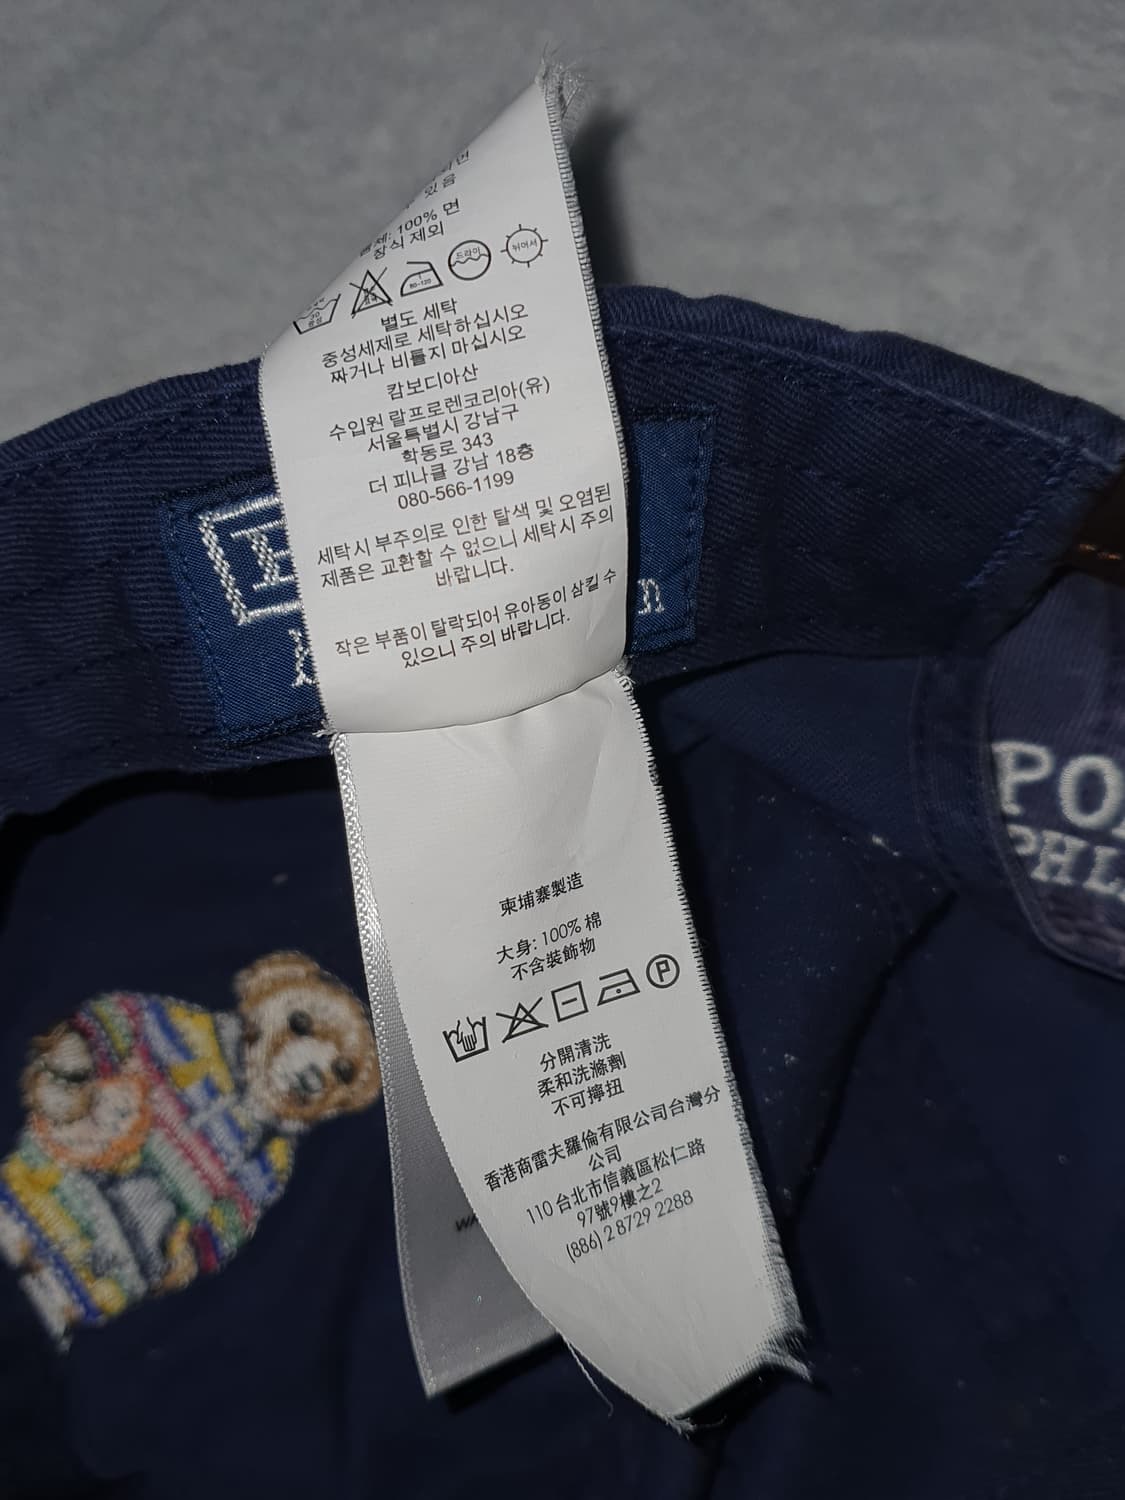 있음
100% 면
장식 제외
드라이
뉘어서
80~120
30
중성
별도 세탁
중성세제로 세탁하십시오
짜거나 비틀지 마십시오
캄보디아산
수입원 랄프로렌코리아(유)
서울특별시 강남구
학동로 343
더 피나클 강남 18층
080-566-1199
세탁시 부주의로 인한 탈색 및 오염된
제품은 교환할 수 없으니 세탁시 주의
바랍니다.
작은 부품이 탈락되어 유아동이 삼킬 수
있으니 주의 바랍니다.
柬埔寨製造
大身: 100% 棉
不含裝飾物
P
分開清洗
柔和洗滌劑
不可擰扭
香港商雷夫羅倫有限公司台灣分
公司
110 台北市信義區松仁路
97號9樓之2
(886) 2 8729 2288